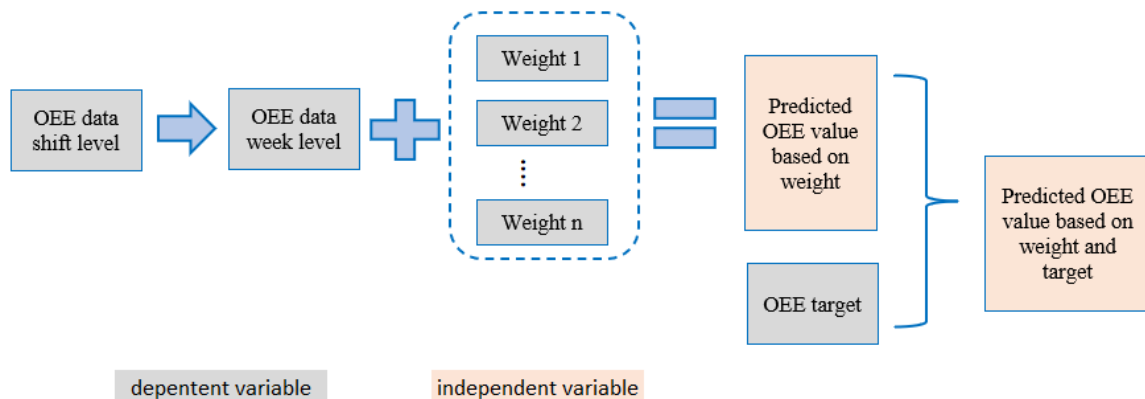 OEE data
shift level
OEE data
week level
Weight 1
Weight 2
Weight n
Predicted
OEE value
based on
weight
OEE target
Predicted OEE
value based on
weight and
target
depentent variable
independent variable